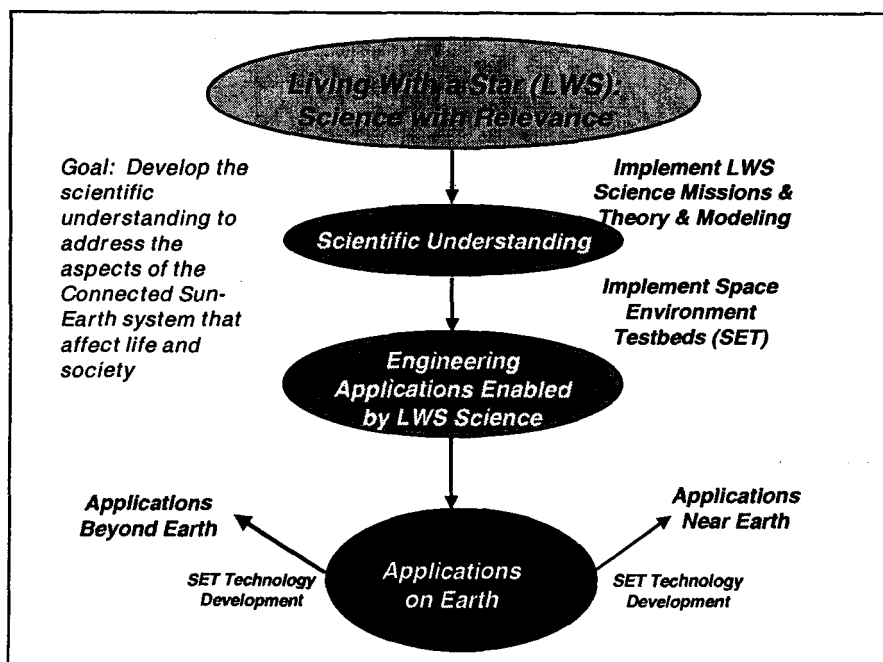 Living With a Star (LWS):
Science with Relevance
Goal: Develop the
scientific
understanding to
address the
aspects of the
Connected Sun-
Earth system that
affect life and
society
Implement LWS
Science Missions &
Theory & Modeling
Scientific Understanding
Implement Space
Environment
Testbeds (SET)
Engineering
Applications Enabled
by LWS Science
Applications
Beyond Earth
Applications
Near Earth
SET Technology
Development
Applications
on Earth
SET Technology
Development